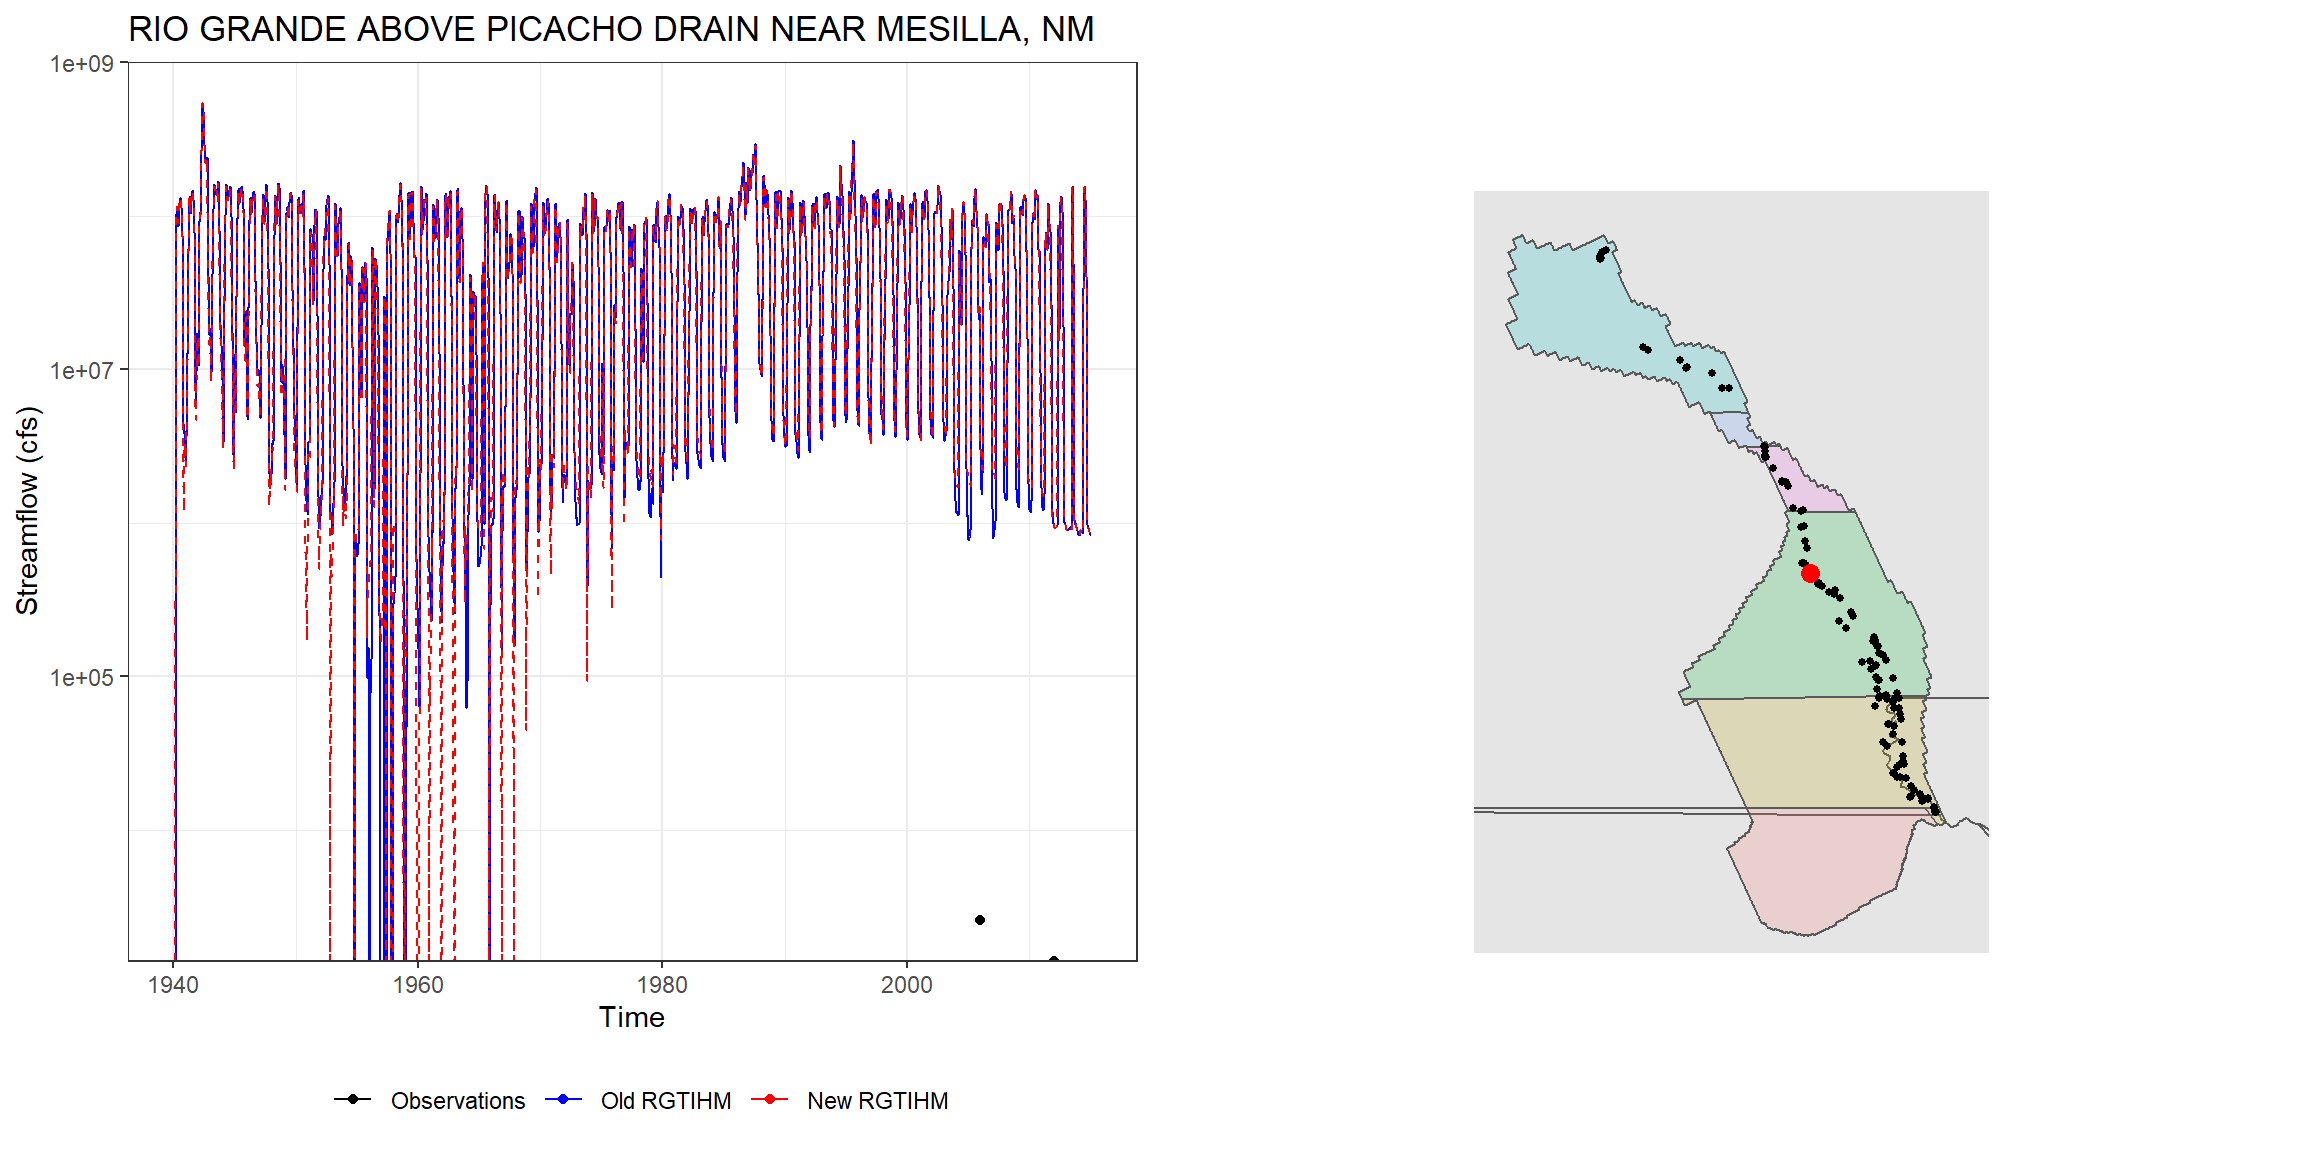 RIO GRANDE ABOVE PICACHO DRAIN NEAR MESILLA, NM
1e+09
1e+07
1e+05
Streamflow (cfs)
1940 1960 1980 2000
Time
Observations Old RGTIHM New RGTIHM